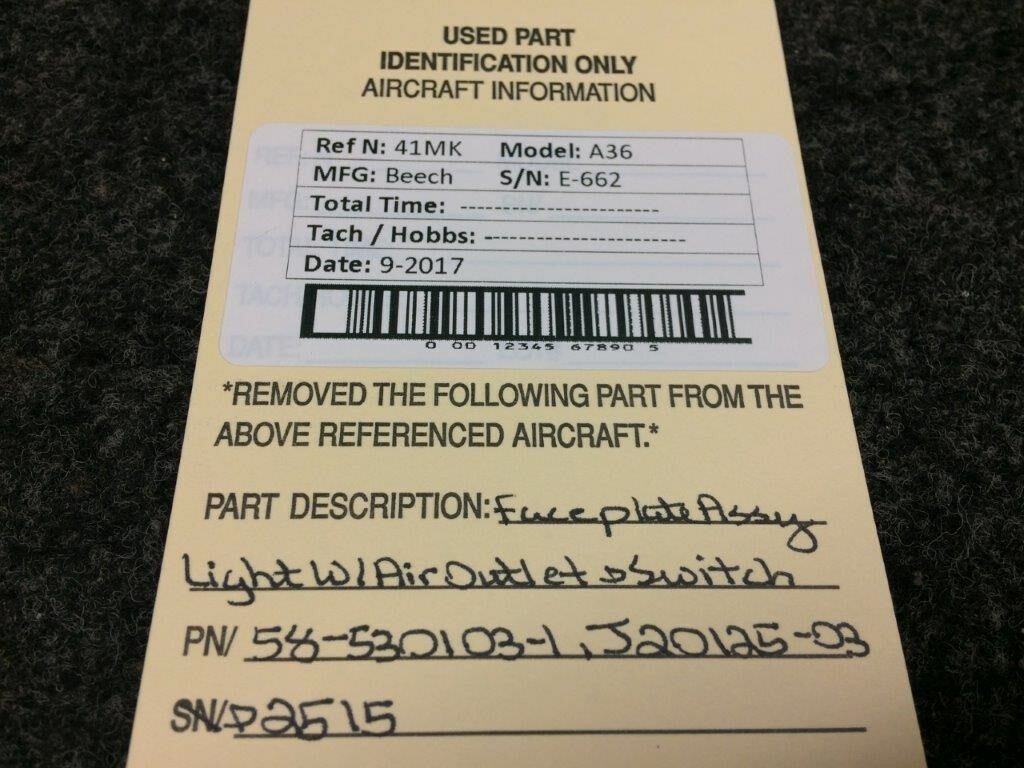 USED PART
IDENTIFICATION ONLY
AIRCRAFT INFORMATION
Ref N: 41MK Model: A36
MFG: Beech S/N: E-662
Total Time: ----------------------
Tach / Hobbs: ----------------------
Date: 9-2017
0 00 12345 67890 5
*REMOVED THE FOLLOWING PART FROM THE
ABOVE REFERENCED AIRCRAFT.*
PART DESCRIPTION: Faceplate Assy
Light W/Air Outlet & Switch
PN/ 58-530103-1, J20125-03
SN/ P2515